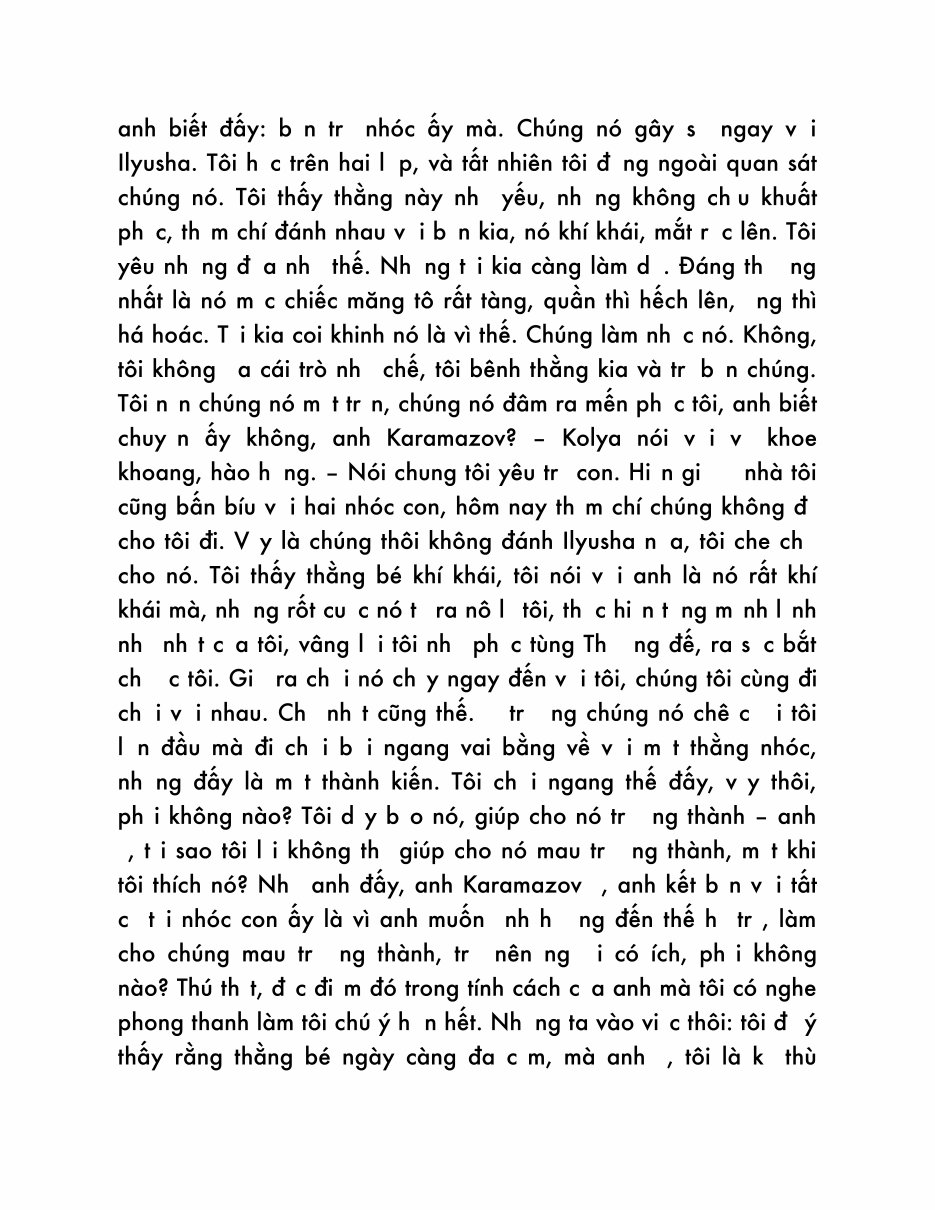 anh biết đấy: b n tr nhóc ấy mà. Chúng nó gây s ngay v i
Ilyusha. Tôi h c trên hai l p, và tất nhiên tôi đ ng ngoài quan sát
chúng nó. Tôi thấy thằng này nh yếu, nh ng không ch u khuất
ph c, th m chí đánh nhau v i b n kia, nó khí khái, mắt r c lên. Tôi
yêu nh ng đ a nh thế. Nh ng t i kia càng làm d . Đáng th ng
nhất là nó m c chiếc măng tô rất tàng, quần thì hếch lên, ng thì
há hoác. T i kia coi khinh nó là vì thế. Chúng làm nh c nó. Không,
tôi không a cái trò nh chế, tôi bênh thằng kia và tr b n chúng.
Tôi n n chúng nó m t tr n, chúng nó đâm ra mến ph c tôi, anh biết
chuy n ấy không, anh Karamazov? – Kolya nói v i v khoe
khoang, hào h ng. – Nói chung tôi yêu tr con. Hi n gi nhà tôi
cũng bấn bíu v i hai nhóc con, hôm nay th m chí chúng không đ
cho tôi đi. V y là chúng thôi không đánh Ilyusha n a, tôi che ch
cho nó. Tôi thấy thằng bé khí khái, tôi nói v i anh là nó rất khí
khái mà, nh ng rốt cu c nó t ra nô l tôi, th c hi n t ng m nh l nh
nh nh t c a tôi, vâng l i tôi nh ph c tùng Th ng đế, ra s c bắt
ch c tôi. Gi ra ch i nó ch y ngay đến v i tôi, chúng tôi cùng đi
ch i v i nhau. Ch nh t cũng thế. tr ng chúng nó chê c i tôi
l n đầu mà đi ch i b i ngang vai bằng về v i m t thằng nhóc,
nh ng đấy là m t thành kiến. Tôi ch i ngang thế đấy, v y thôi,
ph i không nào? Tôi d y b o nó, giúp cho nó tr ng thành – anh
, t i sao tôi l i không th giúp cho nó mau tr ng thành, m t khi
tôi thích nó? Nh anh đấy, anh Karamazov , anh kết b n v i tất
c t i nhóc con ấy là vì anh muốn nh h ng đến thế h tr , làm
cho chúng mau tr ng thành, tr nên ng i có ích, ph i không
nào? Thú th t, đ c đi m đó trong tính cách c a anh mà tôi có nghe
phong thanh làm tôi chú ý h n hết. Nh ng ta vào vi c thôi: tôi đ ý
thấy rằng thằng bé ngày càng đa c m, mà anh , tôi là k thù